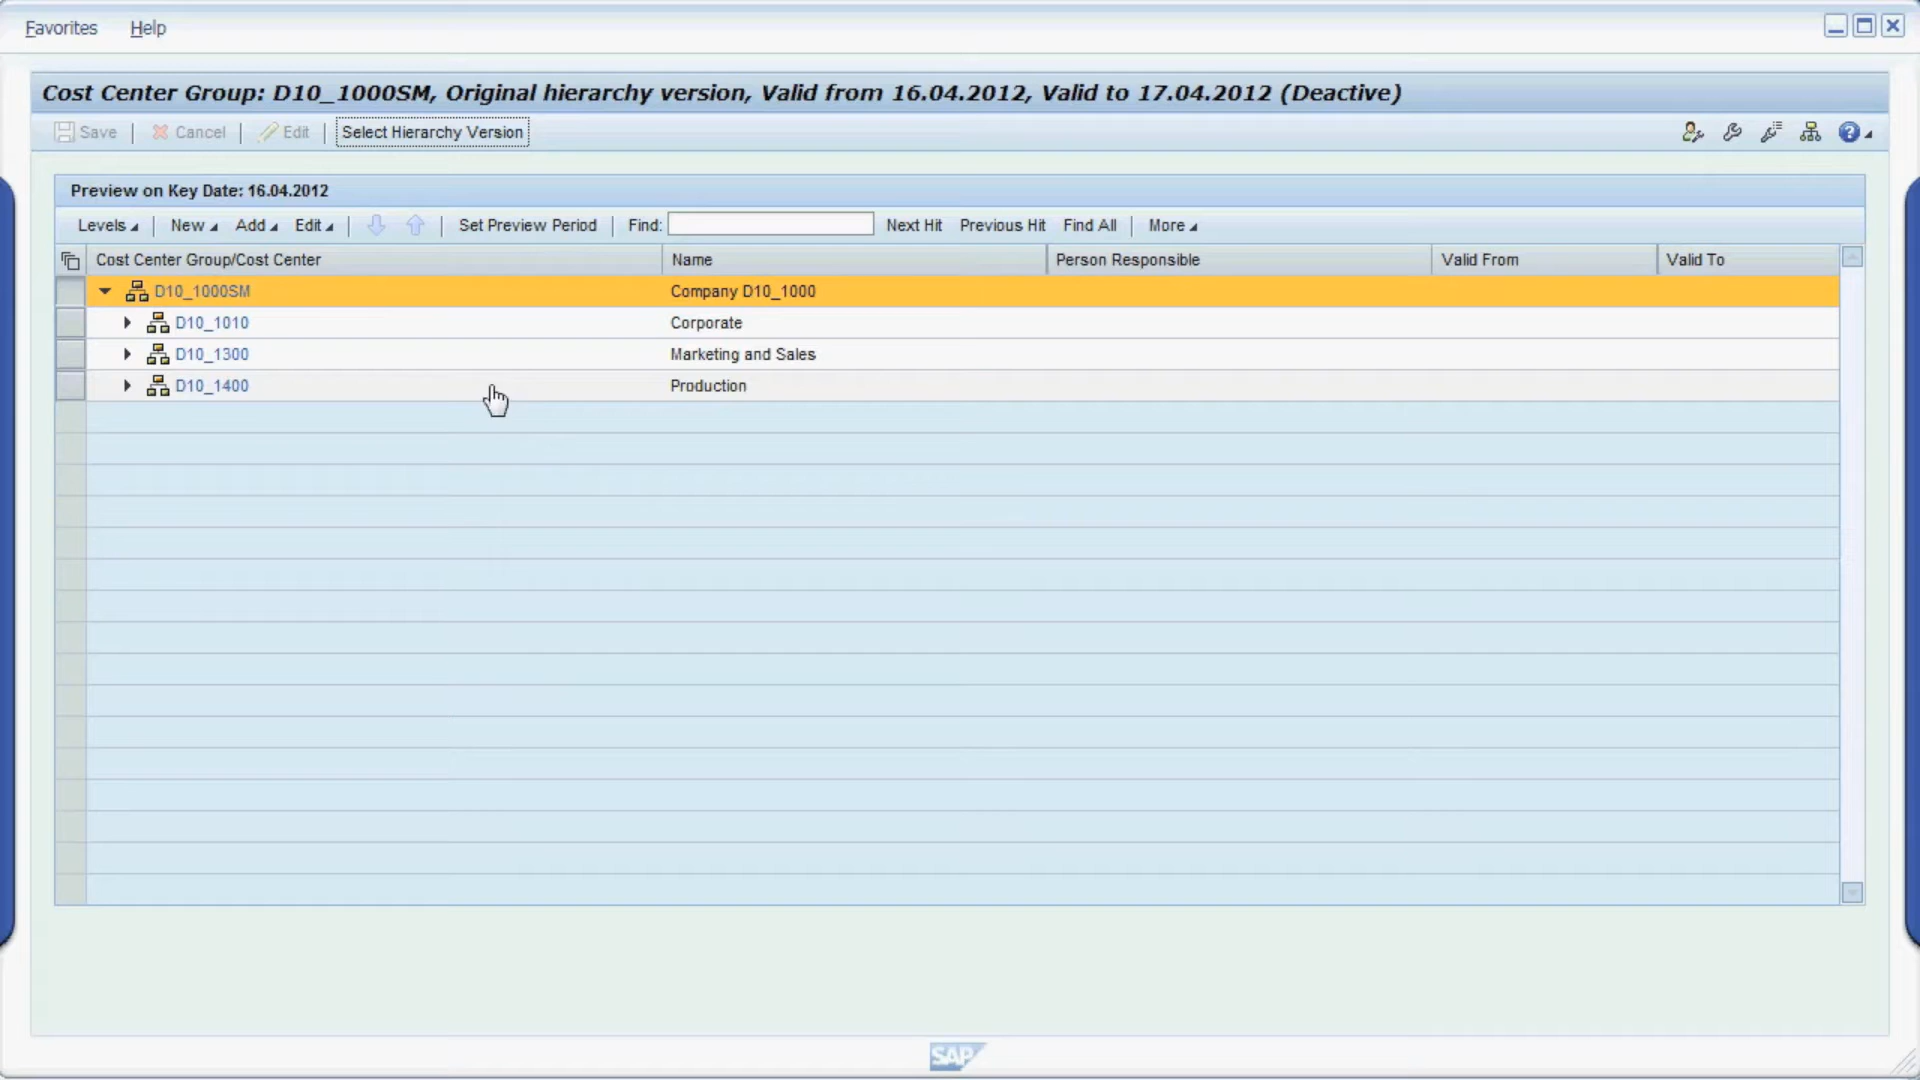 Favorites Help
Cost Center Group: D10_1000SM, Original hierarchy version, Valid from 16.04.2012, Valid to 17.04.2012 (Deactive)
Save Cancel Edit Select Hierarchy Version
Preview on Key Date: 16.04.2012
Levels New Add Edit Set Preview Period Find: Next Hit Previous Hit Find All More
Cost Center Group/Cost Center Name Person Responsible Valid From Valid To
D10_1000SM Company D10_1000
D10_1010 Corporate
D10_1300 Marketing and Sales
D10_1400 Production
SAP